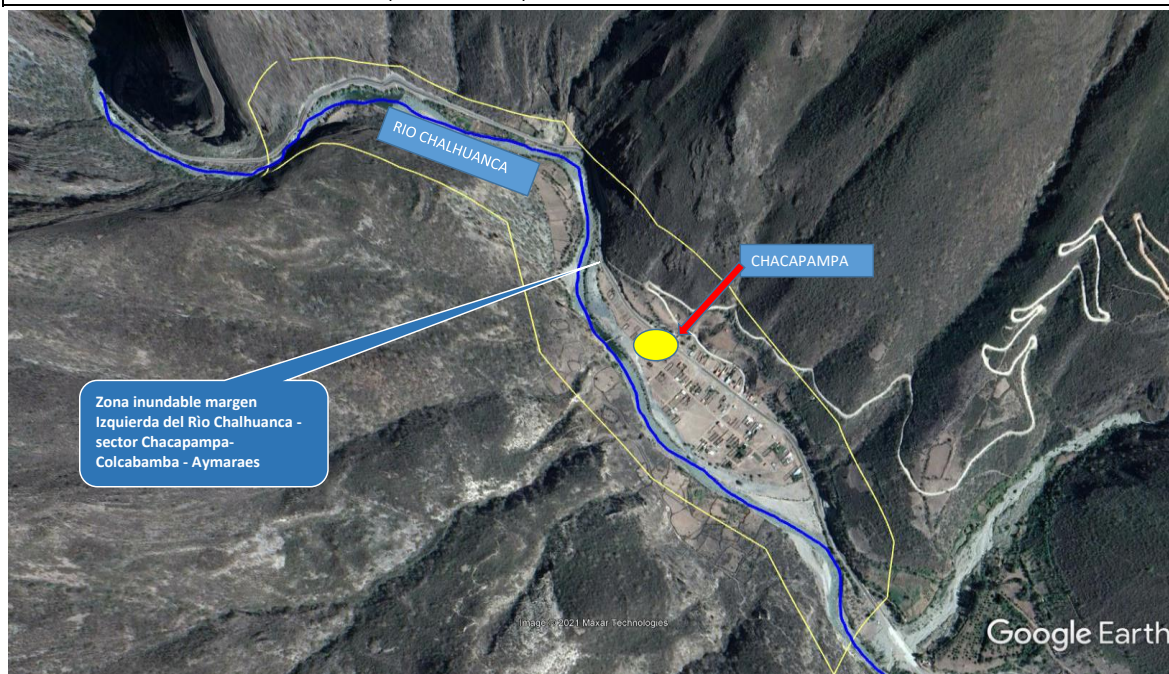 RIO CHALHUANCA
CHACAPAMPA
Zona inundable margen
Izquierda del Rìo Chalhuanca -
sector Chacapampa-
Colcabamba - Aymaraes
Image © 2021 Maxar Technologies
Google Earth